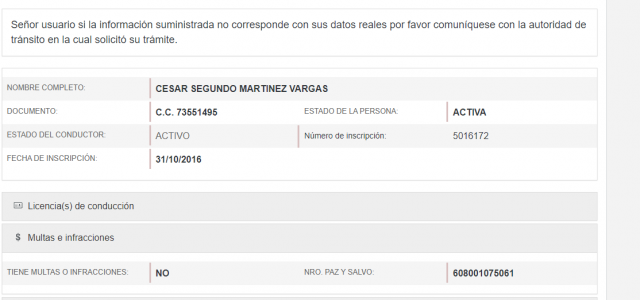 Señor usuario si la información suministrada no corresponde con sus datos reales por favor comuníquese con la autoridad de
tránsito en la cual solicitó su trámite.
NOMBRE COMPLETO: CESAR SEGUNDO MARTINEZ VARGAS
DOCUMENTO: C.C. 73551495 ESTADO DE LA PERSONA: ACTIVA
ESTADO DEL CONDUCTOR: ACTIVO Número de inscripción: 5016172
FECHA DE INSCRIPCIÓN: 31/10/2016
Licencia(s) de conducción
$ Multas e infracciones
TIENE MULTAS O INFRACCIONES: NO NRO. PAZ Y SALVO: 608001075061